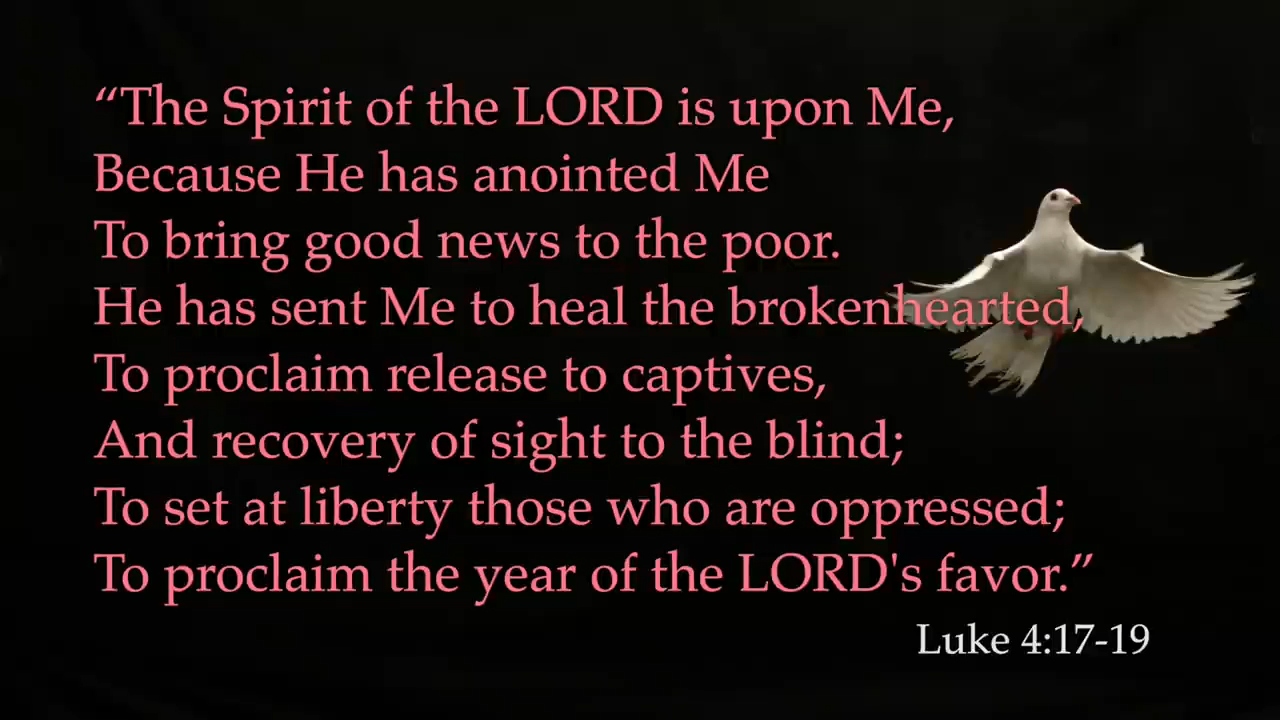 “The Spirit of the LORD is upon Me,
Because He has anointed Me
To bring good news to the poor.
He has sent Me to heal the brokenhearted,
To proclaim release to captives,
And recovery of sight to the blind;
To set at liberty those who are oppressed;
To proclaim the year of the LORD's favor.”
Luke 4:17-19